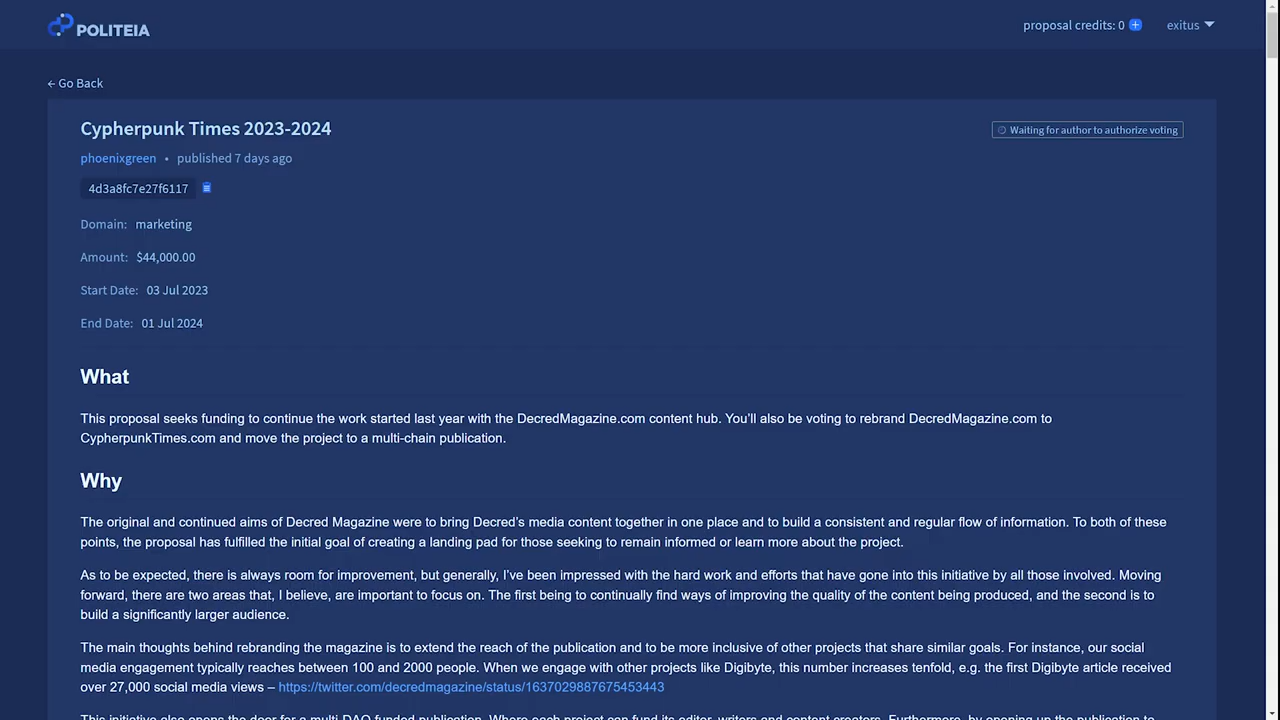 POLITEIA
proposal credits: 0
exitus
← Go Back
Cypherpunk Times 2023-2024
Waiting for author to authorize voting
phoenixgreen • published 7 days ago
4d3a8fc7e27f6117
Domain: marketing
Amount: $44,000.00
Start Date: 03 Jul 2023
End Date: 01 Jul 2024
What
This proposal seeks funding to continue the work started last year with the DecredMagazine.com content hub. You’ll also be voting to rebrand DecredMagazine.com to
CypherpunkTimes.com and move the project to a multi-chain publication.
Why
The original and continued aims of Decred Magazine were to bring Decred’s media content together in one place and to build a consistent and regular flow of information. To both of these
points, the proposal has fulfilled the initial goal of creating a landing pad for those seeking to remain informed or learn more about the project.
As to be expected, there is always room for improvement, but generally, I’ve been impressed with the hard work and efforts that have gone into this initiative by all those involved. Moving
forward, there are two areas that, I believe, are important to focus on. The first being to continually find ways of improving the quality of the content being produced, and the second is to
build a significantly larger audience.
The main thoughts behind rebranding the magazine is to extend the reach of the publication and to be more inclusive of other projects that share similar goals. For instance, our social
media engagement typically reaches between 100 and 2000 people. When we engage with other projects like Digibyte, this number increases tenfold, e.g. the first Digibyte article received
over 27,000 social media views – https://twitter.com/decredmagazine/status/1637029887675453443
This initiative also opens the door for a multi-DAO funded publication. Where each project can fund its editor, writers and content creators. Furthermore, by opening up the publication to